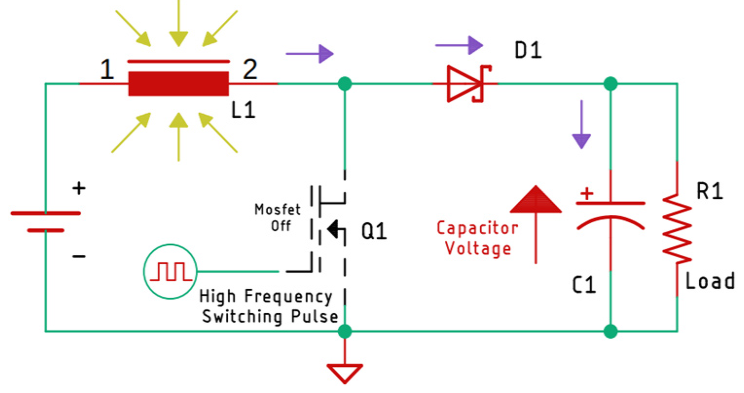 D1
1
2
L1
+
-
Mosfet
Off
Q1
+
Capacitor
Voltage
R1
C1
Load
High Frequency
Switching Pulse